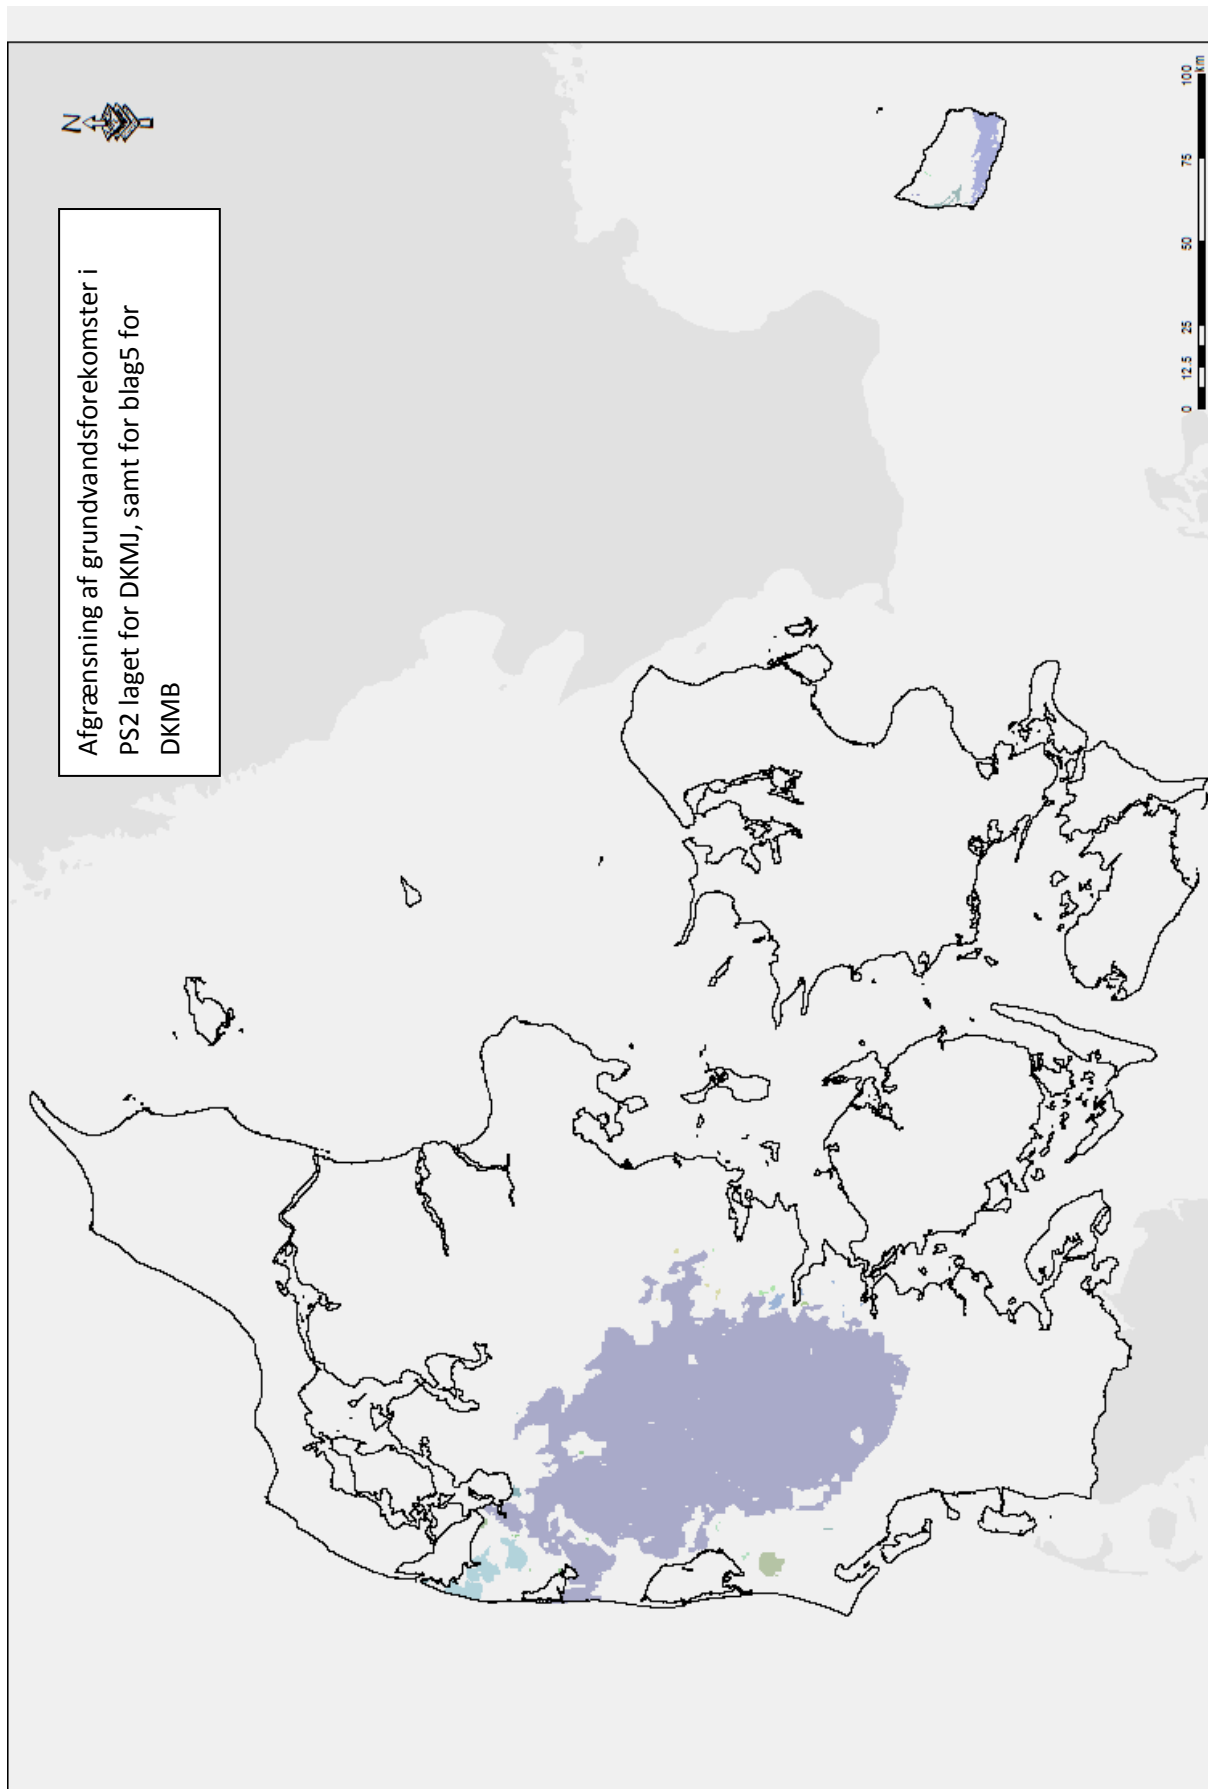 Afgrænsning af grundvandsforekomster i
PS2 laget for DKMJ, samt for blag5 for
DKMB
N
0 12.5 25 50 75 100
km